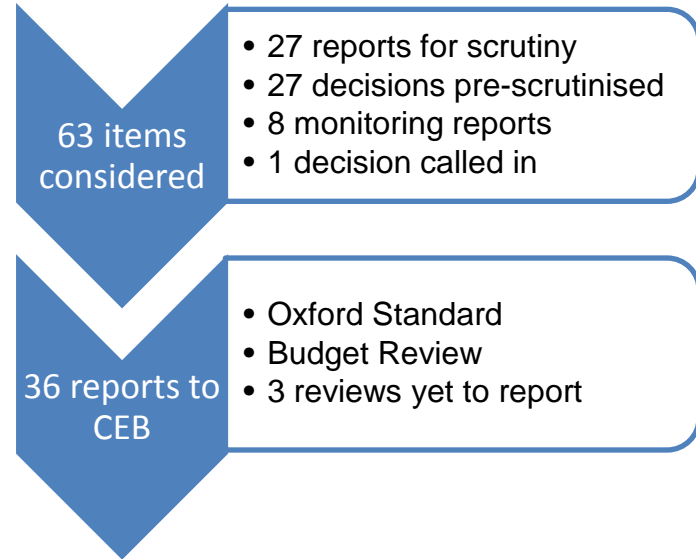 63 items
considered
• 27 reports for scrutiny
• 27 decisions pre-scrutinised
• 8 monitoring reports
• 1 decision called in
36 reports to
CEB
• Oxford Standard
• Budget Review
• 3 reviews yet to report